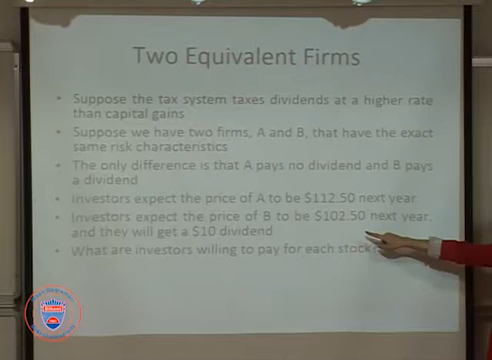 Two Equivalent Firms
• Suppose the tax system taxes dividends at a higher rate
than capital gains
• Suppose we have two firms, A and B, that have the exact
same risk characteristics
• The only difference is that A pays no dividend and B pays
a dividend
• Investors expect the price of A to be $112.50 next year
• Investors expect the price of B to be $102.50 next year,
and they will get a $10 dividend
• What are investors willing to pay for each stock